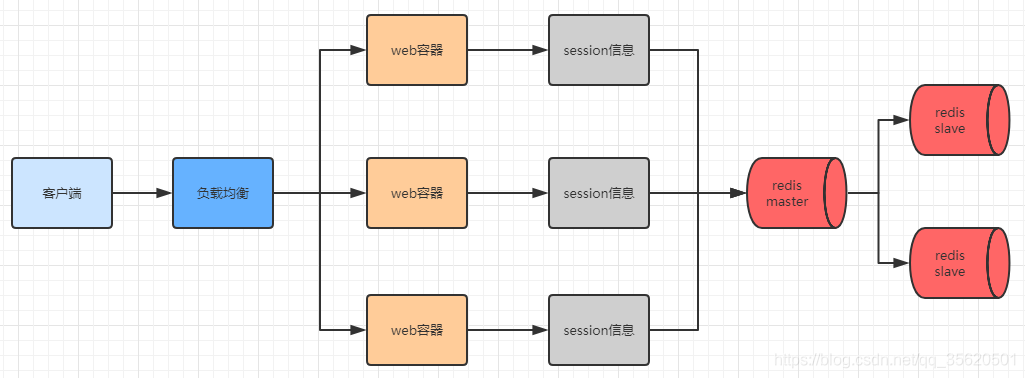 客户端
负载均衡
web容器
session信息
web容器
session信息
web容器
session信息
redis
master
redis
slave
redis
slave
https://blog.csdn.net/qq_35620501